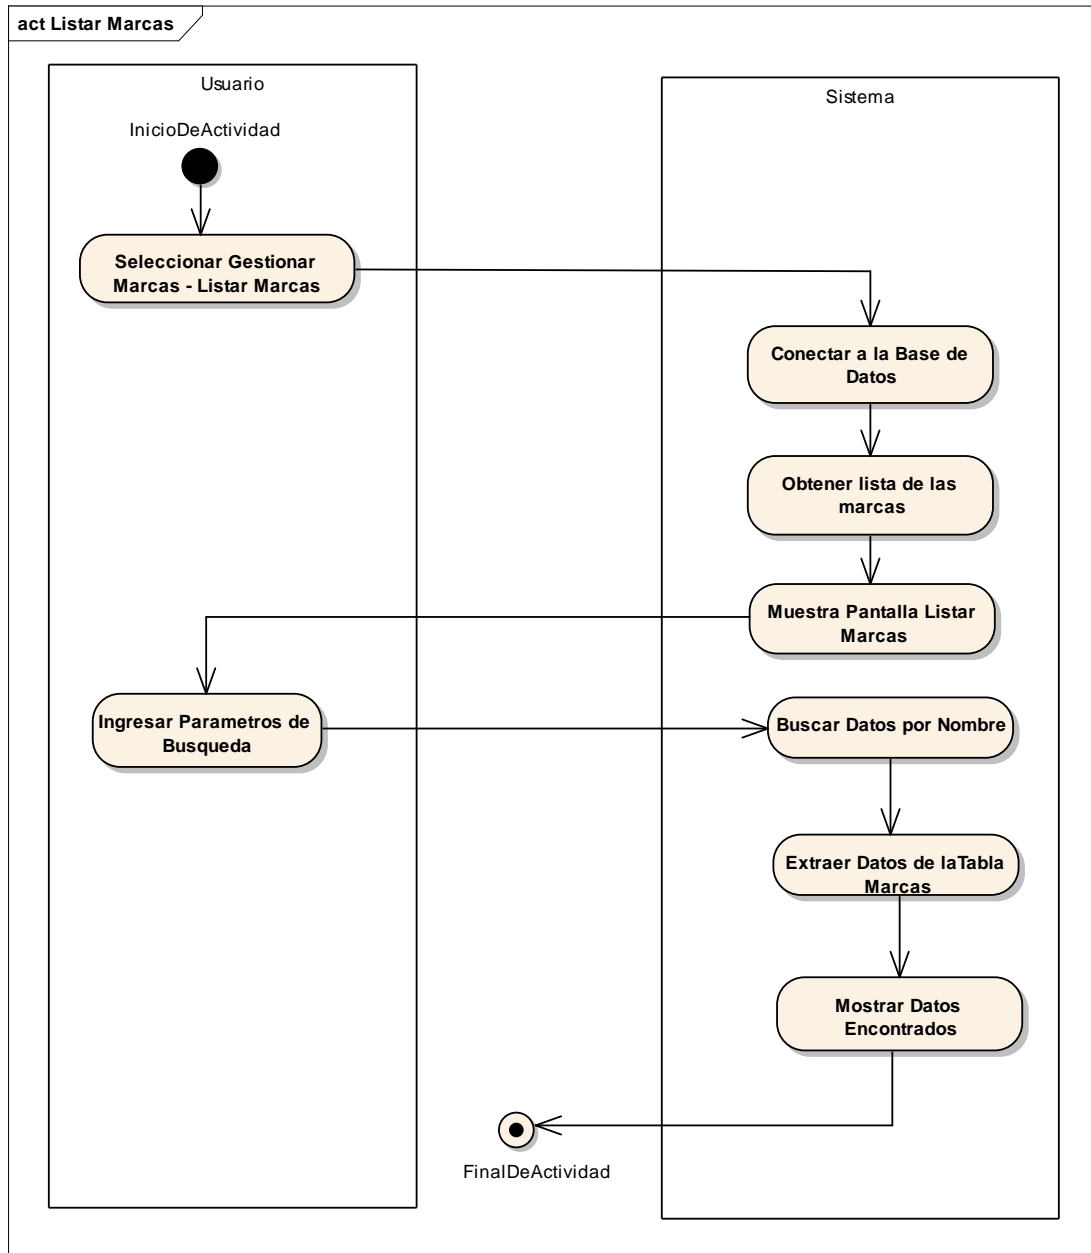 act Listar Marcas
Usuario
Sistema
InicioDeActividad
Seleccionar Gestionar
Marcas - Listar Marcas
Conectar a la Base de
Datos
Obtener lista de las
marcas
Muestra Pantalla Listar
Marcas
Ingresar Parametros de
Busqueda
Buscar Datos por Nombre
Extraer Datos de laTabla
Marcas
Mostrar Datos
Encontrados
FinalDeActividad